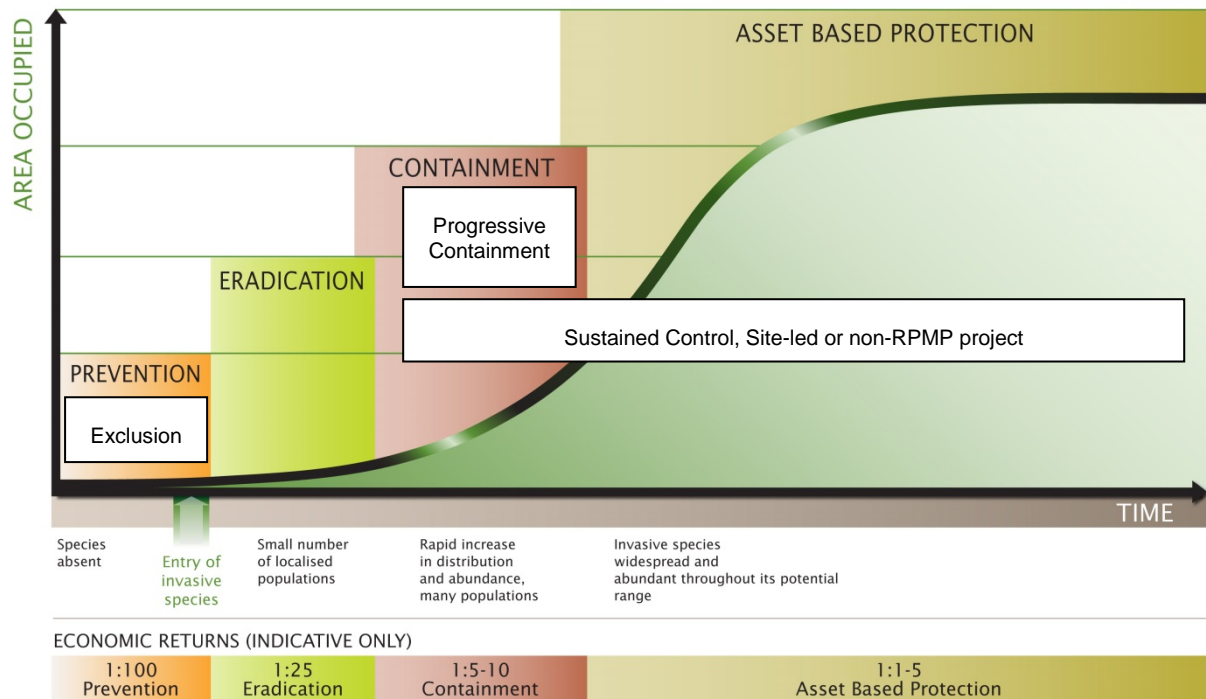 AREA OCCUPIED
ASSET BASED PROTECTION
CONTAINMENT
Progressive
Containment
ERADICATION
Sustained Control, Site-led or non-RPMP project
PREVENTION
Exclusion
TIME
Species
absent
Entry of
invasive
species
Small number
of localised
populations
Rapid increase
in distribution
and abundance,
many populations
Invasive species
widespread and
abundant throughout its potential
range
ECONOMIC RETURNS (INDICATIVE ONLY)
1:100
Prevention
1:25
Eradication
1:5-10
Containment
1:1-5
Asset Based Protection